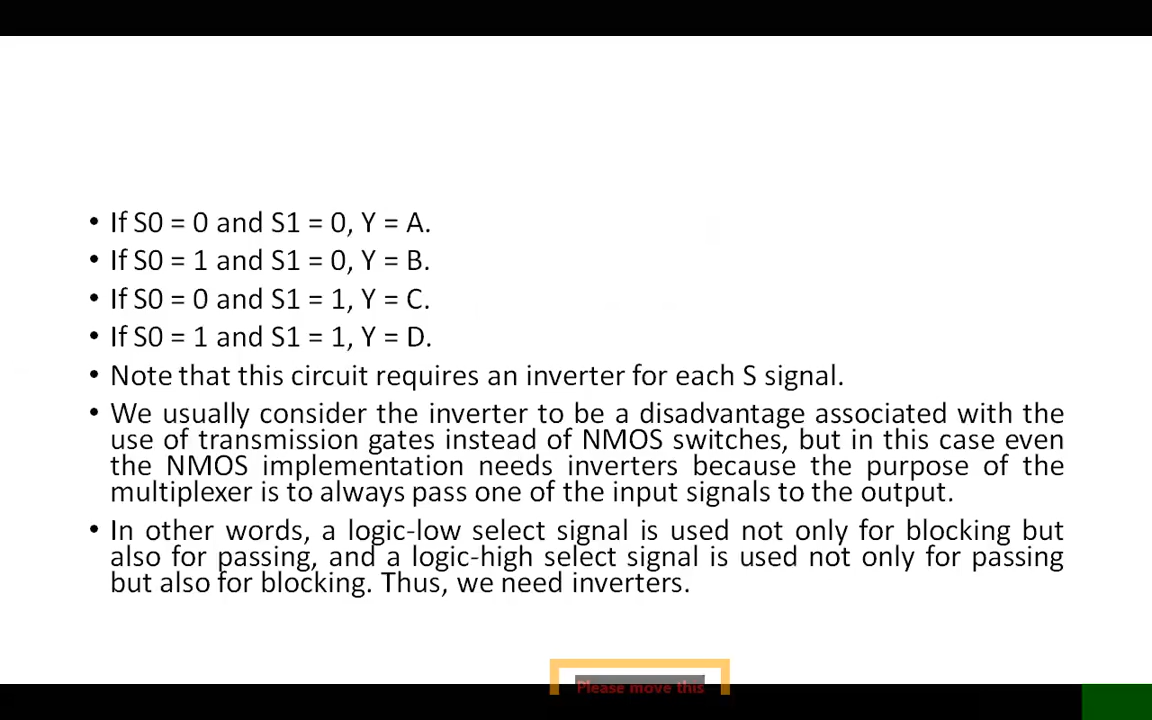 • If S0 = 0 and S1 = 0, Y = A.
• If S0 = 1 and S1 = 0, Y = B.
• If S0 = 0 and S1 = 1, Y = C.
• If S0 = 1 and S1 = 1, Y = D.
• Note that this circuit requires an inverter for each S signal.
• We usually consider the inverter to be a disadvantage associated with the
use of transmission gates instead of NMOS switches, but in this case even
the NMOS implementation needs inverters because the purpose of the
multiplexer is to always pass one of the input signals to the output.
• In other words, a logic-low select signal is used not only for blocking but
also for passing, and a logic-high select signal is used not only for passing
but also for blocking. Thus, we need inverters.
Please move this